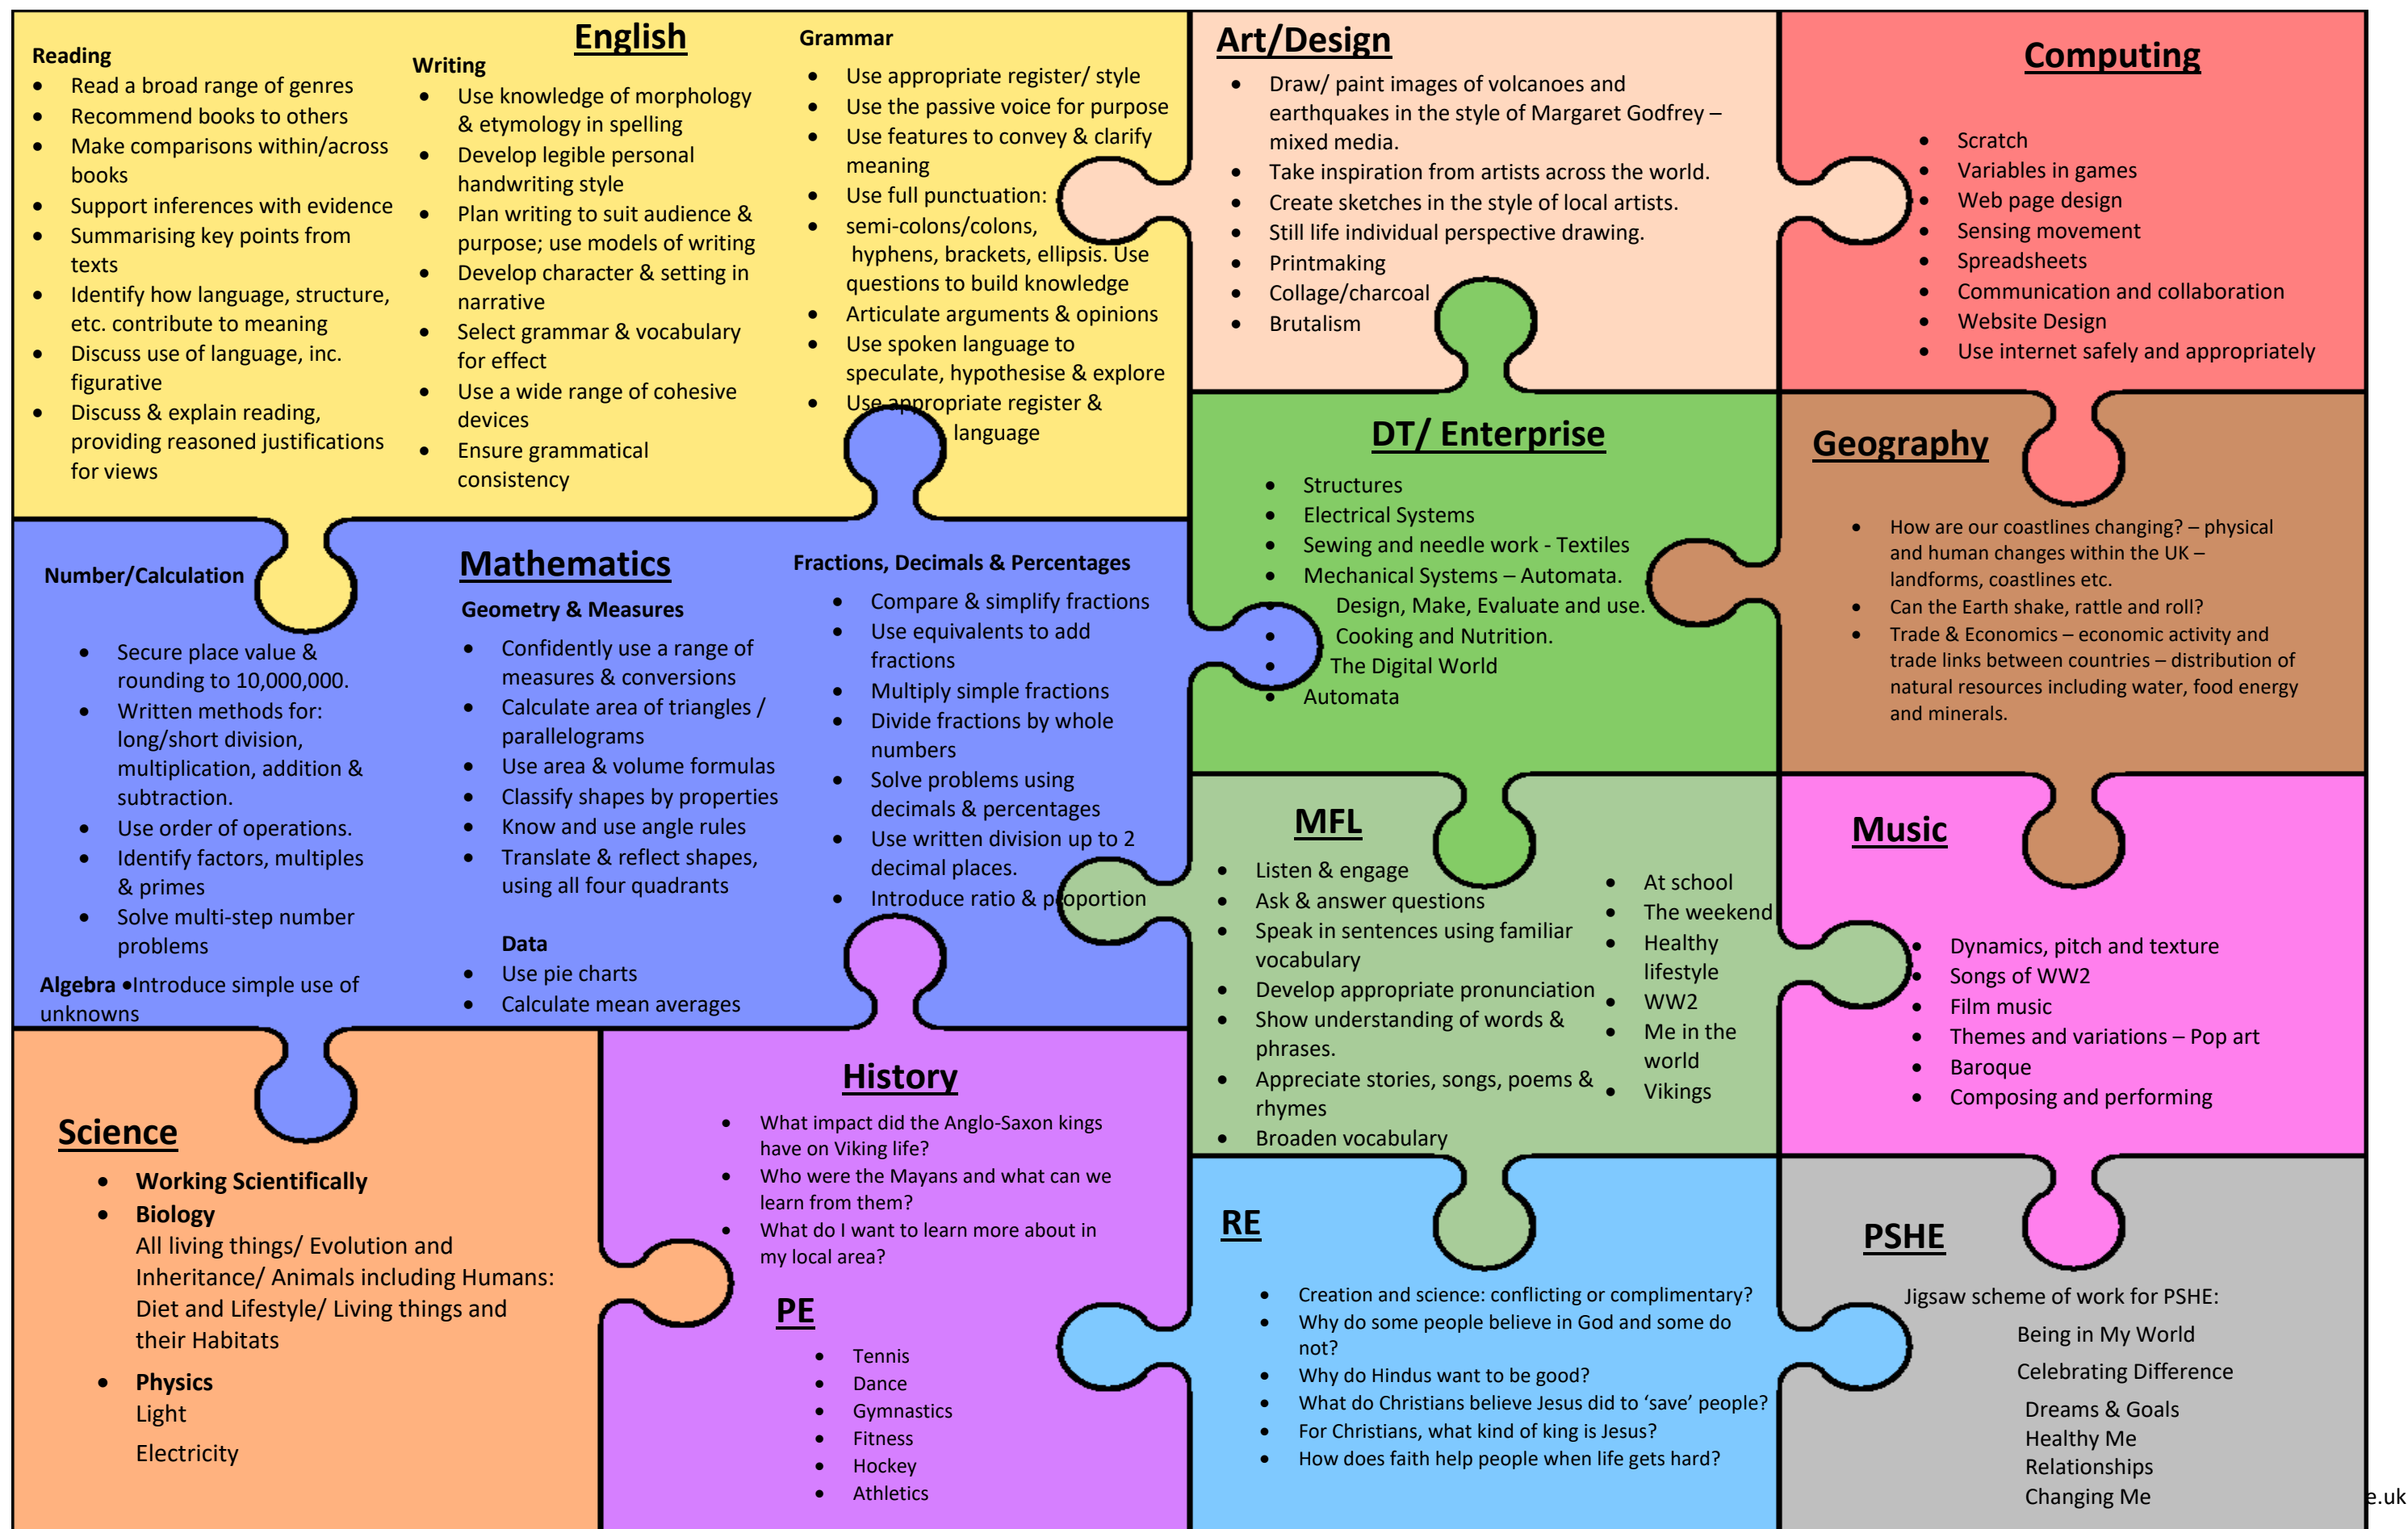 English
Reading
• Read a broad range of genres
• Recommend books to others
• Make comparisons within/across
books
• Support inferences with evidence
• Summarising key points from
texts
• Identify how language, structure,
etc. contribute to meaning
• Discuss use of language, inc.
figurative
• Discuss & explain reading,
providing reasoned justifications
for views
Writing
• Use knowledge of morphology
& etymology in spelling
• Develop legible personal
handwriting style
• Plan writing to suit audience &
purpose; use models of writing
• Develop character & setting in
narrative
• Select grammar & vocabulary
for effect
• Use a wide range of cohesive
devices
• Ensure grammatical
consistency
Grammar
• Use appropriate register/ style
• Use the passive voice for purpose
• Use features to convey & clarify
meaning
• Use full punctuation:
• semi-colons/colons,
hyphens, brackets, ellipsis. Use
questions to build knowledge
• Articulate arguments & opinions
• Use spoken language to
speculate, hypothesise & explore
• Use appropriate register &
language
Art/Design
• Draw/ paint images of volcanoes and
earthquakes in the style of Margaret Godfrey –
mixed media.
• Take inspiration from artists across the world.
• Create sketches in the style of local artists.
• Still life individual perspective drawing.
• Printmaking
• Collage/charcoal
• Brutalism
Computing
• Scratch
• Variables in games
• Web page design
• Sensing movement
• Spreadsheets
• Communication and collaboration
• Website Design
• Use internet safely and appropriately
Mathematics
Number/Calculation
• Secure place value &
rounding to 10,000,000.
• Written methods for:
long/short division,
multiplication, addition &
subtraction.
• Use order of operations.
• Identify factors, multiples
& primes
• Solve multi-step number
problems
Algebra •Introduce simple use of
unknowns
Geometry & Measures
• Confidently use a range of
measures & conversions
• Calculate area of triangles /
parallelograms
• Use area & volume formulas
• Classify shapes by properties
• Know and use angle rules
• Translate & reflect shapes,
using all four quadrants
Data
• Use pie charts
• Calculate mean averages
Fractions, Decimals & Percentages
• Compare & simplify fractions
• Use equivalents to add
fractions
• Multiply simple fractions
• Divide fractions by whole
numbers
• Solve problems using
decimals & percentages
• Use written division up to 2
decimal places.
• Introduce ratio & proportion
DT/ Enterprise
• Structures
• Electrical Systems
• Sewing and needle work - Textiles
• Mechanical Systems – Automata.
• Design, Make, Evaluate and use.
• Cooking and Nutrition.
• The Digital World
• Automata
Geography
• How are our coastlines changing? – physical
and human changes within the UK –
landforms, coastlines etc.
• Can the Earth shake, rattle and roll?
• Trade & Economics – economic activity and
trade links between countries – distribution of
natural resources including water, food energy
and minerals.
MFL
• Listen & engage
• Ask & answer questions
• Speak in sentences using familiar
vocabulary
• Develop appropriate pronunciation
• Show understanding of words &
phrases.
• Appreciate stories, songs, poems &
rhymes
• Broaden vocabulary
• At school
• The weekend
• Healthy
lifestyle
• WW2
• Me in the
world
• Vikings
Music
• Dynamics, pitch and texture
• Songs of WW2
• Film music
• Themes and variations – Pop art
• Baroque
• Composing and performing
Science
• Working Scientifically
• Biology
All living things/ Evolution and
Inheritance/ Animals including Humans:
Diet and Lifestyle/ Living things and
their Habitats
• Physics
Light
Electricity
History
• What impact did the Anglo-Saxon kings
have on Viking life?
• Who were the Mayans and what can we
learn from them?
• What do I want to learn more about in
my local area?
PE
• Tennis
• Dance
• Gymnastics
• Fitness
• Hockey
• Athletics
RE
• Creation and science: conflicting or complimentary?
• Why do some people believe in God and some do
not?
• Why do Hindus want to be good?
• What do Christians believe Jesus did to ‘save’ people?
• For Christians, what kind of king is Jesus?
• How does faith help people when life gets hard?
PSHE
Jigsaw scheme of work for PSHE:
Being in My World
Celebrating Difference
Dreams & Goals
Healthy Me
Relationships
Changing Me
e.uk